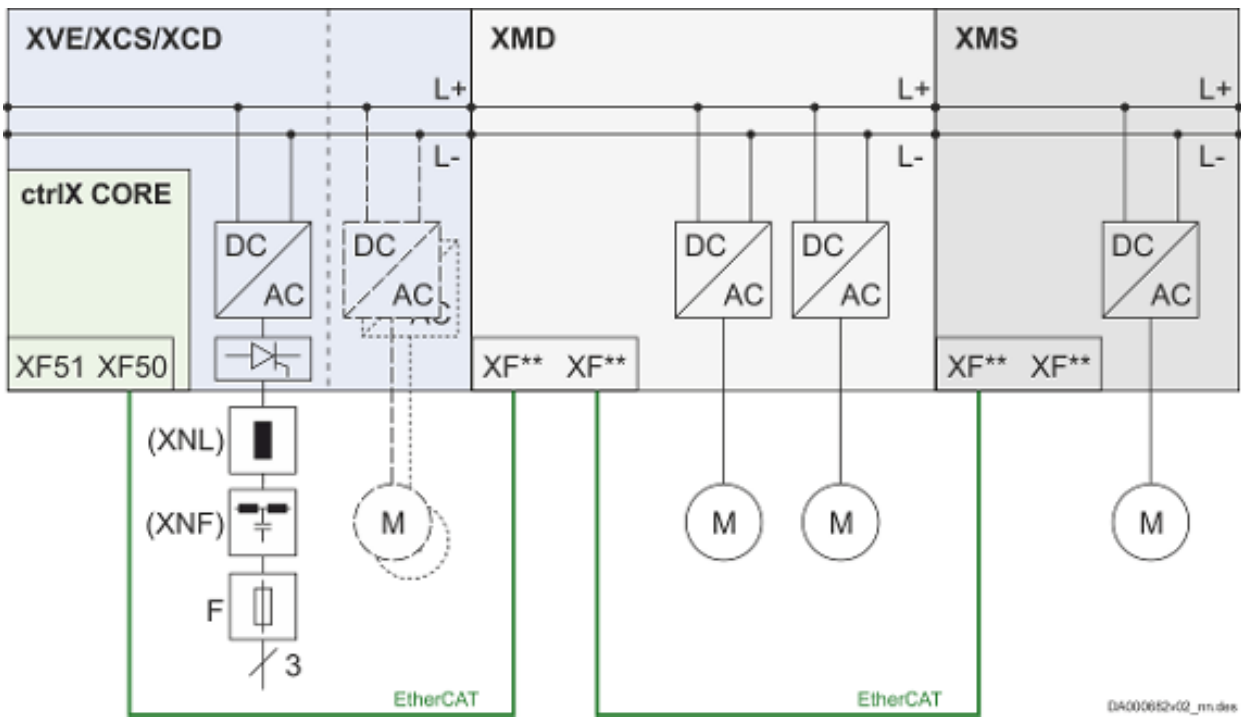 XVE/XCS/XCD XMD XMS
L+ L+ L+
L- L- L-
ctrlX CORE
DC DC DC DC DC
AC AC AC AC AC
AC
XF51 XF50 XF** XF** XF** XF**
(XNL)
(XNF) M M M M
F
3
EtherCAT EtherCAT
DA000682v02_nn.des